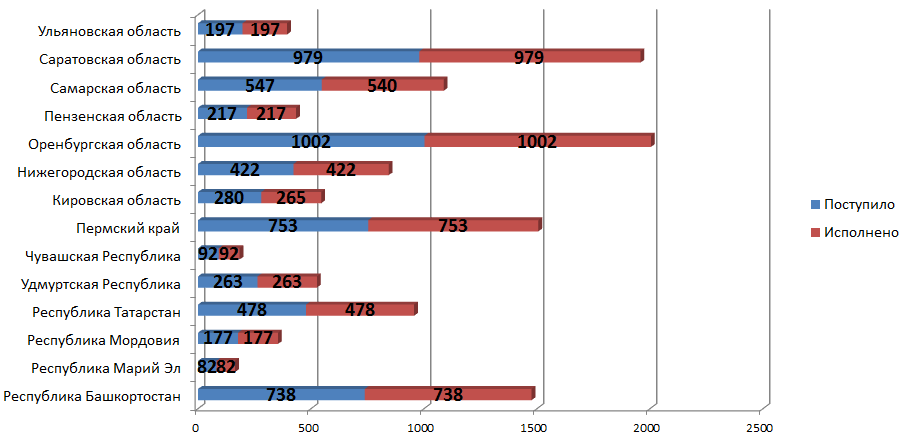 Ульяновская область 197 197
Саратовская область 979 979
Самарская область 547 540
Пензенская область 217 217
Оренбургская область 1002 1002
Нижегородская область 422 422
Кировская область 280 265
Пермский край 753 753
Чувашская Республика 92 92
Удмуртская Республика 263 263
Республика Татарстан 478 478
Республика Мордовия 177 177
Республика Марий Эл 82 82
Республика Башкортостан 738 738
0 500 1000 1500 2000 2500
Поступило
Исполнено